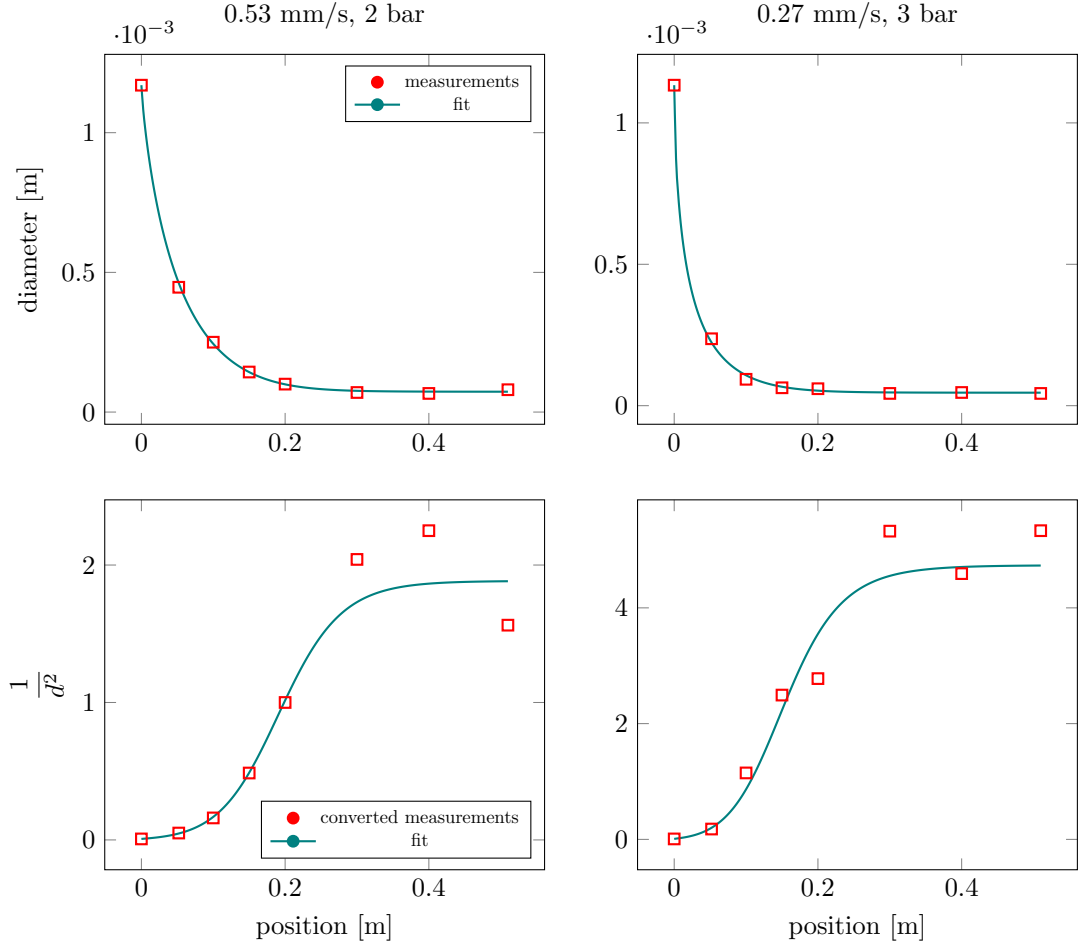 0.53 mm/s, 2 bar
0.27 mm/s, 3 bar
·10⁻³
·10⁻³
measurements
fit
1
0.5
0
diameter [m]
0
0.2
0.4
1
0.5
0
0
0.2
0.4
2
1
0
1/d²
converted measurements
fit
0
0.2
0.4
position [m]
4
2
0
0
0.2
0.4
position [m]